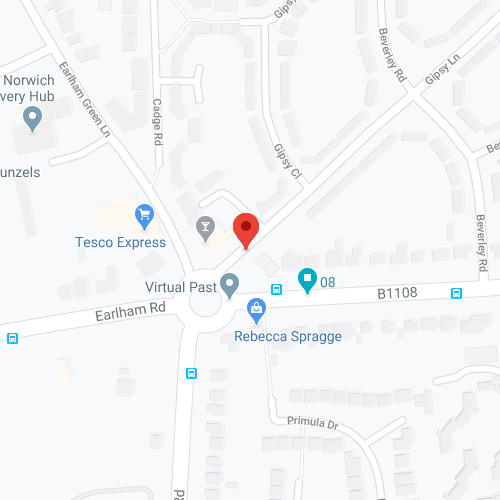 Gipsy
Beverley Rd
Gipsy Ln
Earlham Green Ln
Norwich
very Hub
Cadge Rd
Gipsy Cl
unzels
Tesco Express
Beverley Rd
Virtual Past
08
B1108
Earlham Rd
Rebecca Spragge
Primula Dr